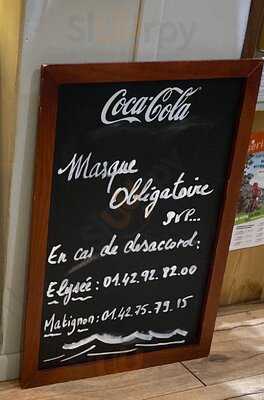 Coca-Cola
Masque
Obligatoire
SVP...
En cas de desaccord:
Elysée: 01.42.92.82.00
Matignon: 01.42.75.79.15